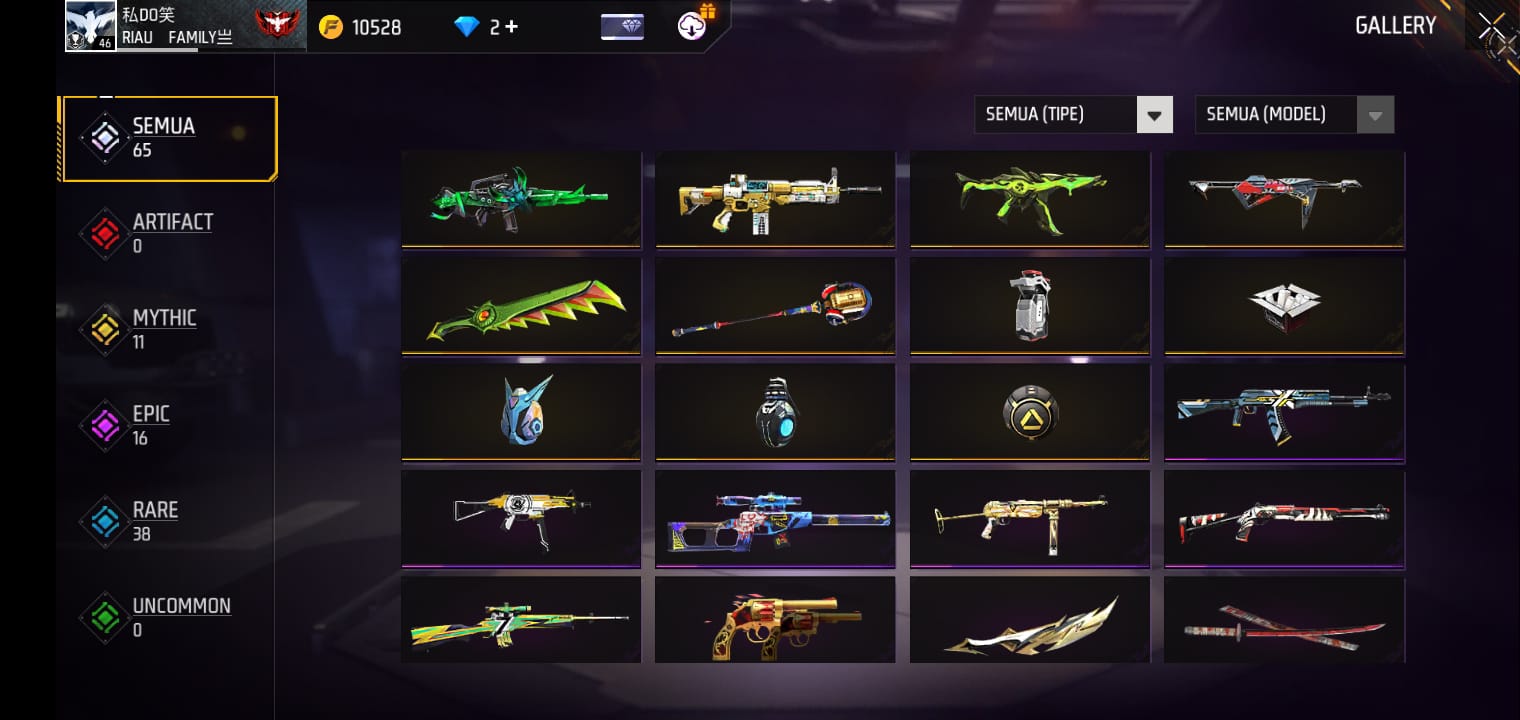 私DO笑
RIAU FAMILY亗
46
10528
2+
GALLERY
SEMUA
65
SEMUA (TIPE)
SEMUA (MODEL)
ARTIFACT
0
MYTHIC
11
EPIC
16
RARE
38
UNCOMMON
0